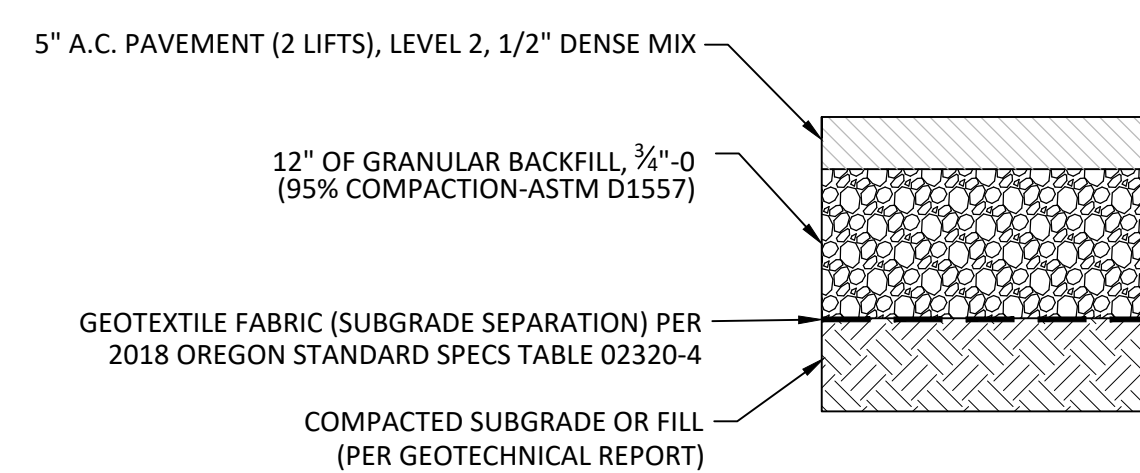 5" A.C. PAVEMENT (2 LIFTS), LEVEL 2, 1/2" DENSE MIX
12" OF GRANULAR BACKFILL, ¾"-0
(95% COMPACTION-ASTM D1557)
GEOTEXTILE FABRIC (SUBGRADE SEPARATION) PER
2018 OREGON STANDARD SPECS TABLE 02320-4
COMPACTED SUBGRADE OR FILL
(PER GEOTECHNICAL REPORT)